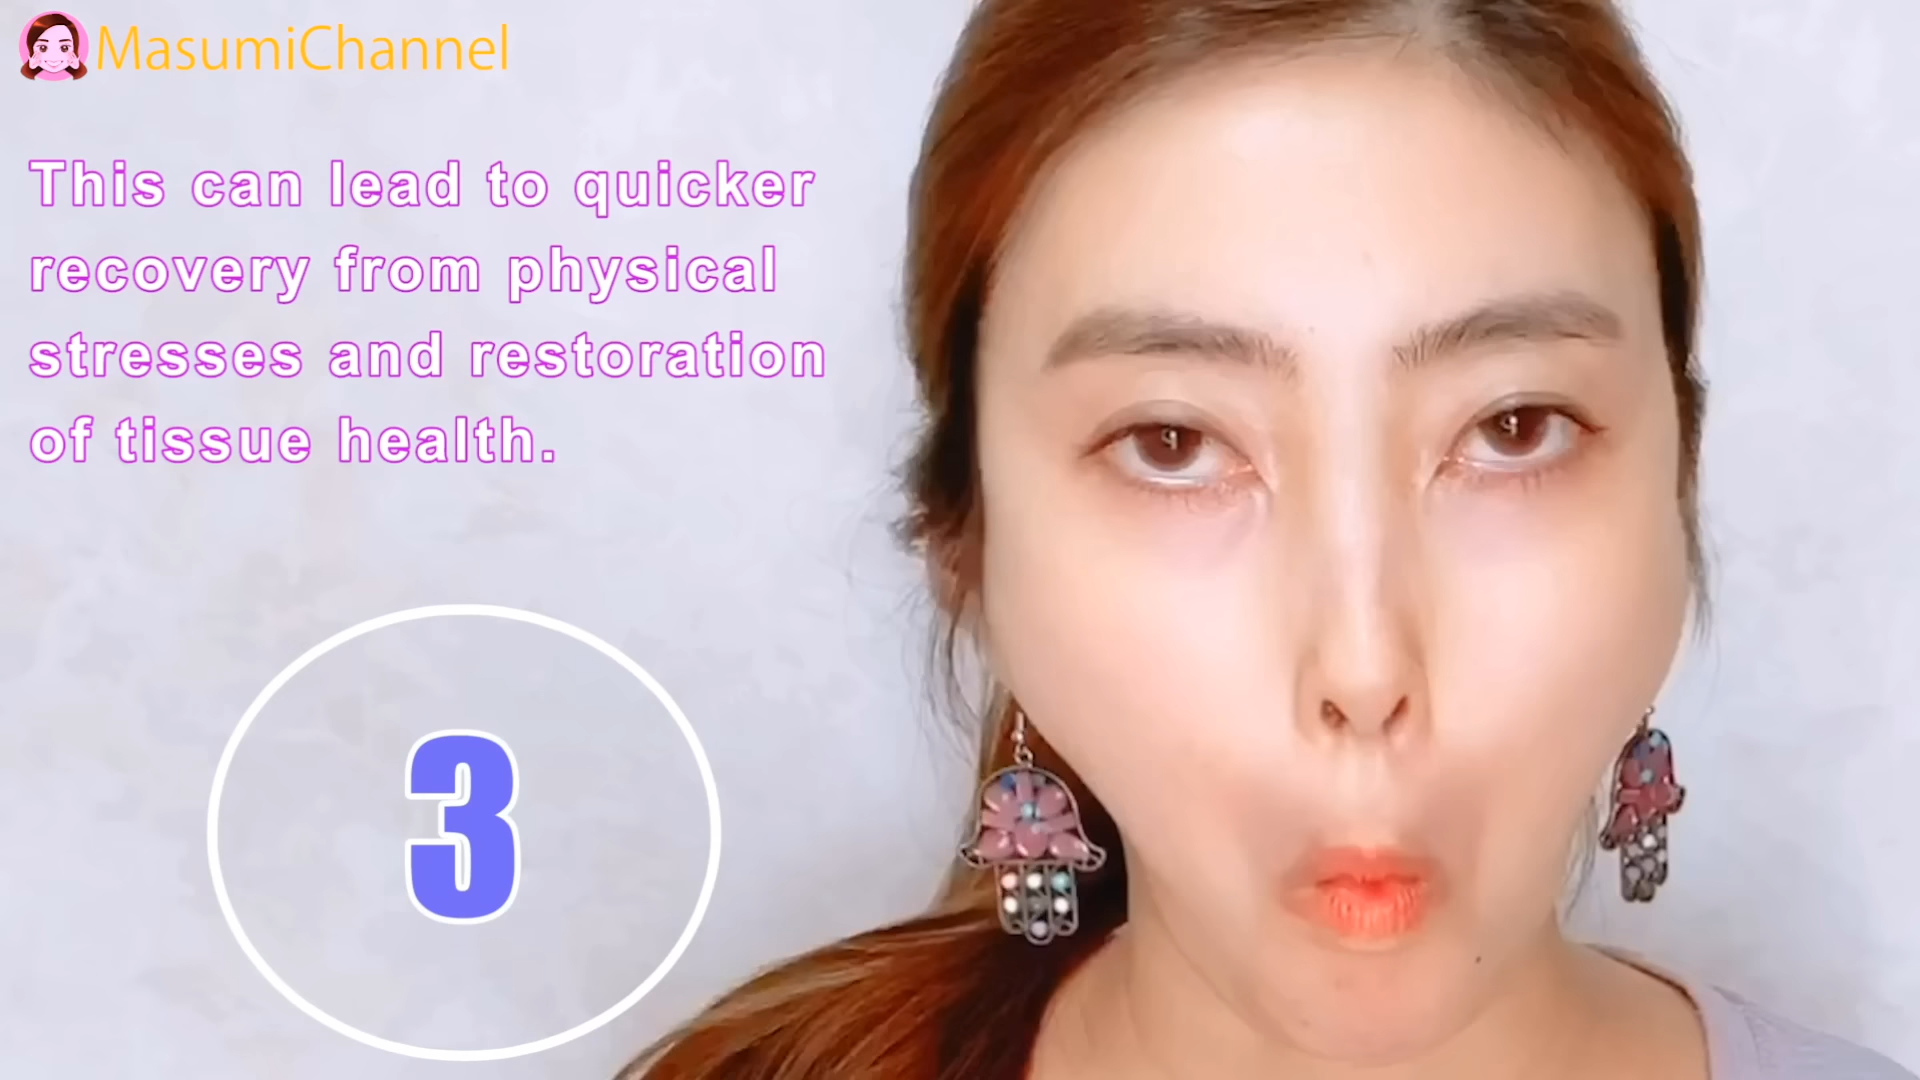 MasumiChannel
This can lead to quicker
recovery from physical
stresses and restoration
of tissue health.
3